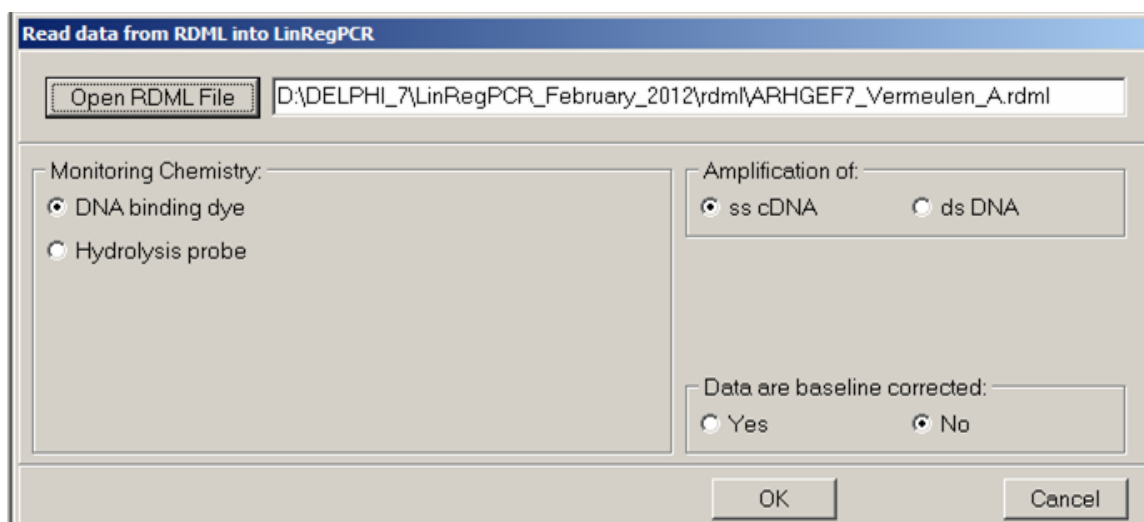 Read data from RDML into LinRegPCR
Open RDML File D:\DELPHI_7\LinRegPCR_February_2012\rdml\ARHGEF7_Vermeulen_A.rdml
Monitoring Chemistry:
DNA binding dye
Hydrolysis probe
Amplification of:
ss cDNA ds DNA
Data are baseline corrected:
Yes No
OK Cancel